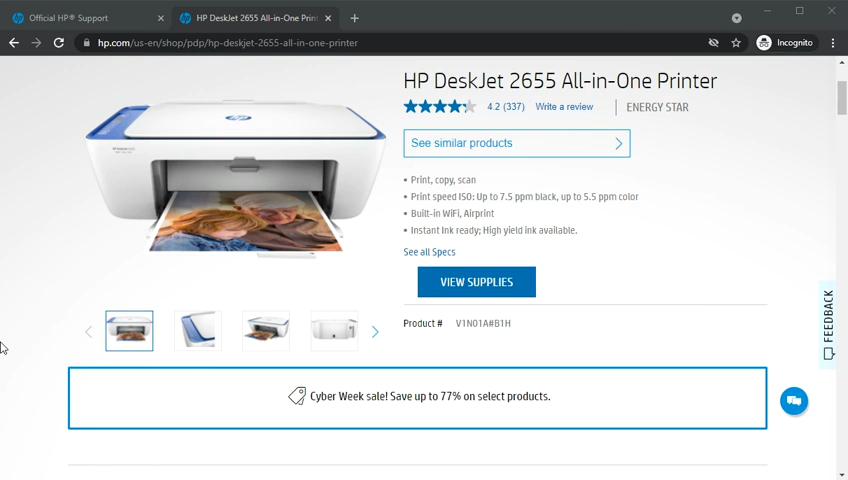 Official HP® Support
HP DeskJet 2655 All-in-One Print
hp.com/us-en/shop/pdp/hp-deskjet-2655-all-in-one-printer
Incognito
HP DeskJet 2655 All-in-One Printer
4.2 (337) Write a review ENERGY STAR
See similar products
• Print, copy, scan
• Print speed ISO: Up to 7.5 ppm black, up to 5.5 ppm color
• Built-in WiFi, Airprint
• Instant Ink ready; High yield ink available.
See all Specs
VIEW SUPPLIES
Product # V1N01A#B1H
FEEDBACK
Cyber Week sale! Save up to 77% on select products.